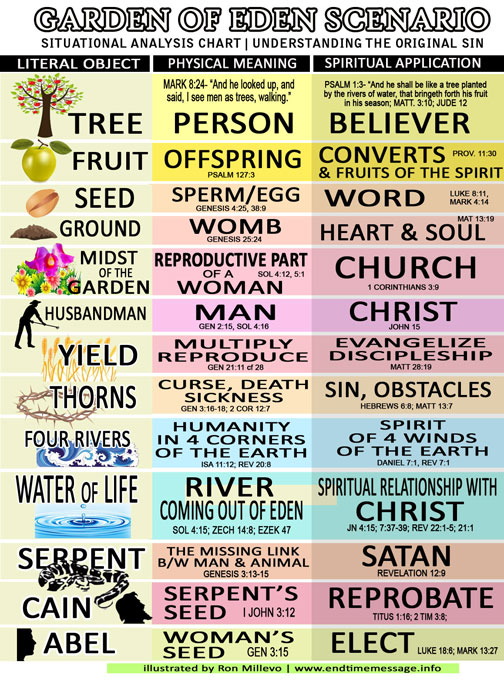 GARDEN OF EDEN SCENARIO
SITUATIONAL ANALYSIS CHART | UNDERSTANDING THE ORIGINAL SIN
LITERAL OBJECT PHYSICAL MEANING SPIRITUAL APPLICATION
TREE
MARK 8:24- "And he looked up, and
said, I see men as trees, walking."
PERSON
PSALM 1:3- "And he shall be like a tree planted
by the rivers of water, that bringeth forth his fruit
in his season; MATT. 3:10; JUDE 12
BELIEVER
FRUIT
OFFSPRING
PSALM 127:3
CONVERTS PROV. 11:30
& FRUITS OF THE SPIRIT
SEED
SPERM/EGG
GENESIS 4:25, 38:9
WORD LUKE 8:11,
MARK 4:14
GROUND
WOMB
GENESIS 25:24
MAT 13:19
HEART & SOUL
MIDST
OF THE
GARDEN
REPRODUCTIVE PART
OF A SOL 4:12, 5:1
WOMAN
CHURCH
1 CORINTHIANS 3:9
HUSBANDMAN
MAN
GEN 2:15, SOL 4:16
CHRIST
JOHN 15
YIELD
MULTIPLY
REPRODUCE
GEN 21:11 cf 28
EVANGELIZE
DISCIPLESHIP
MATT 28:19
THORNS
CURSE, DEATH
SICKNESS
GEN 3:16-18; 2 COR 12:7
SIN, OBSTACLES
HEBREWS 6:8; MATT 13:7
FOUR RIVERS
HUMANITY
IN 4 CORNERS
OF THE EARTH
ISA 11:12; REV 20:8
SPIRIT
OF 4 WINDS
OF THE EARTH
DANIEL 7:1, REV 7:1
WATER OF LIFE
RIVER
COMING OUT OF EDEN
SOL 4:15; ZECH 14:8; EZEK 47
SPIRITUAL RELATIONSHIP WITH
CHRIST
JN 4:15; 7:37-39; REV 22:1-5; 21:1
SERPENT
THE MISSING LINK
B/W MAN & ANIMAL
GENESIS 3:13-15
SATAN
REVELATION 12:9
CAIN
SERPENT'S
SEED I JOHN 3:12
REPROBATE
TITUS 1:16; 2 TIM 3:8;
ABEL
WOMAN'S
SEED GEN 3:15
ELECT LUKE 18:6; MARK 13:27
illustrated by Ron Millevo | www.endtimemessage.info